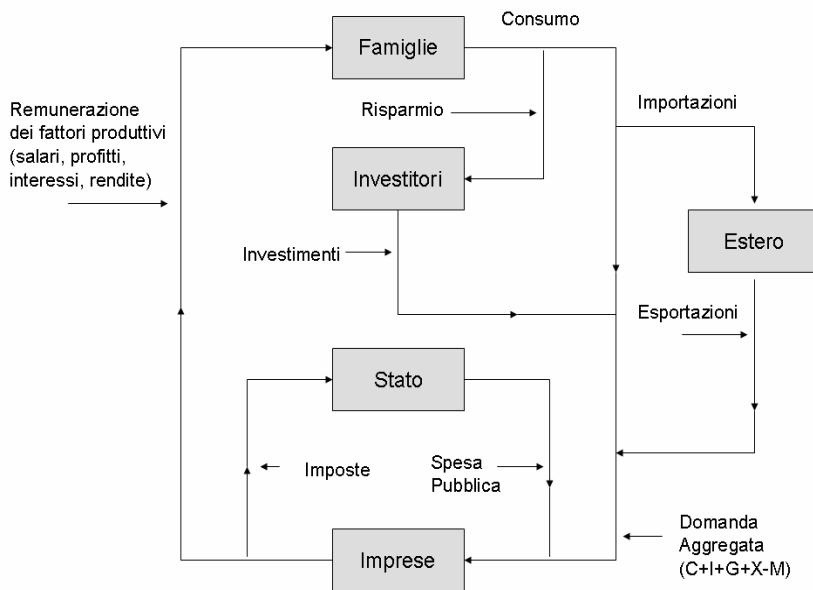 Consumo
Famiglie
Remunerazione
dei fattori produttivi
(salari, profitti,
interessi, rendite)
Risparmio
Importazioni
Investitori
Estero
Investimenti
Esportazioni
Stato
Imposte
Spesa
Pubblica
Imprese
Domanda
Aggregata
(C+I+G+X-M)